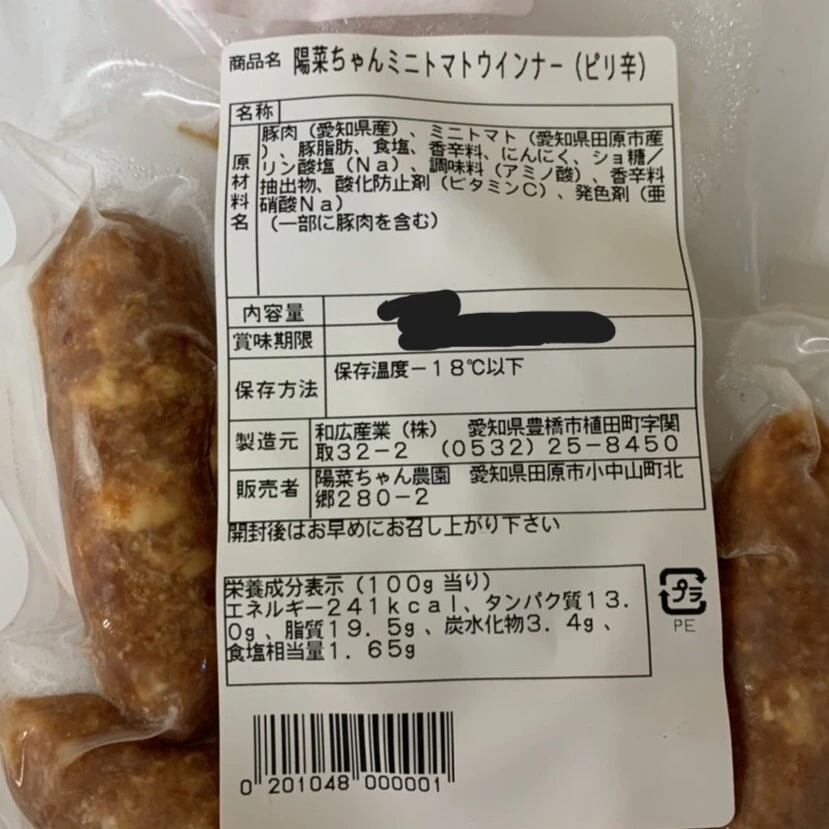 商品名 陽菜ちゃんミニトマトウインナー（ピリ辛）
名称
原材料名
豚肉（愛知県産）、ミニトマト（愛知県田原市産
）、豚脂肪、食塩、香辛料、にんにく、ショ糖／
リン酸塩（Ｎａ）、調味料（アミノ酸）、香辛料
抽出物、酸化防止剤（ビタミンＣ）、発色剤（亜
硝酸Ｎａ）
（一部に豚肉を含む）
内容量
賞味期限
保存方法 保存温度－１８℃以下
製造元 和広産業（株） 愛知県豊橋市植田町字関
取３２－２ （０５３２）２５－８４５０
販売者 陽菜ちゃん農園 愛知県田原市小中山町北
郷２８０－２
開封後はお早めにお召し上がり下さい
栄養成分表示（１００ｇ当り）
エネルギー２４１ｋｃａｌ、タンパク質１３．
０ｇ、脂質１９．５ｇ、炭水化物３．４ｇ、
食塩相当量１．６５ｇ
プラ
PE
0 201048 000001